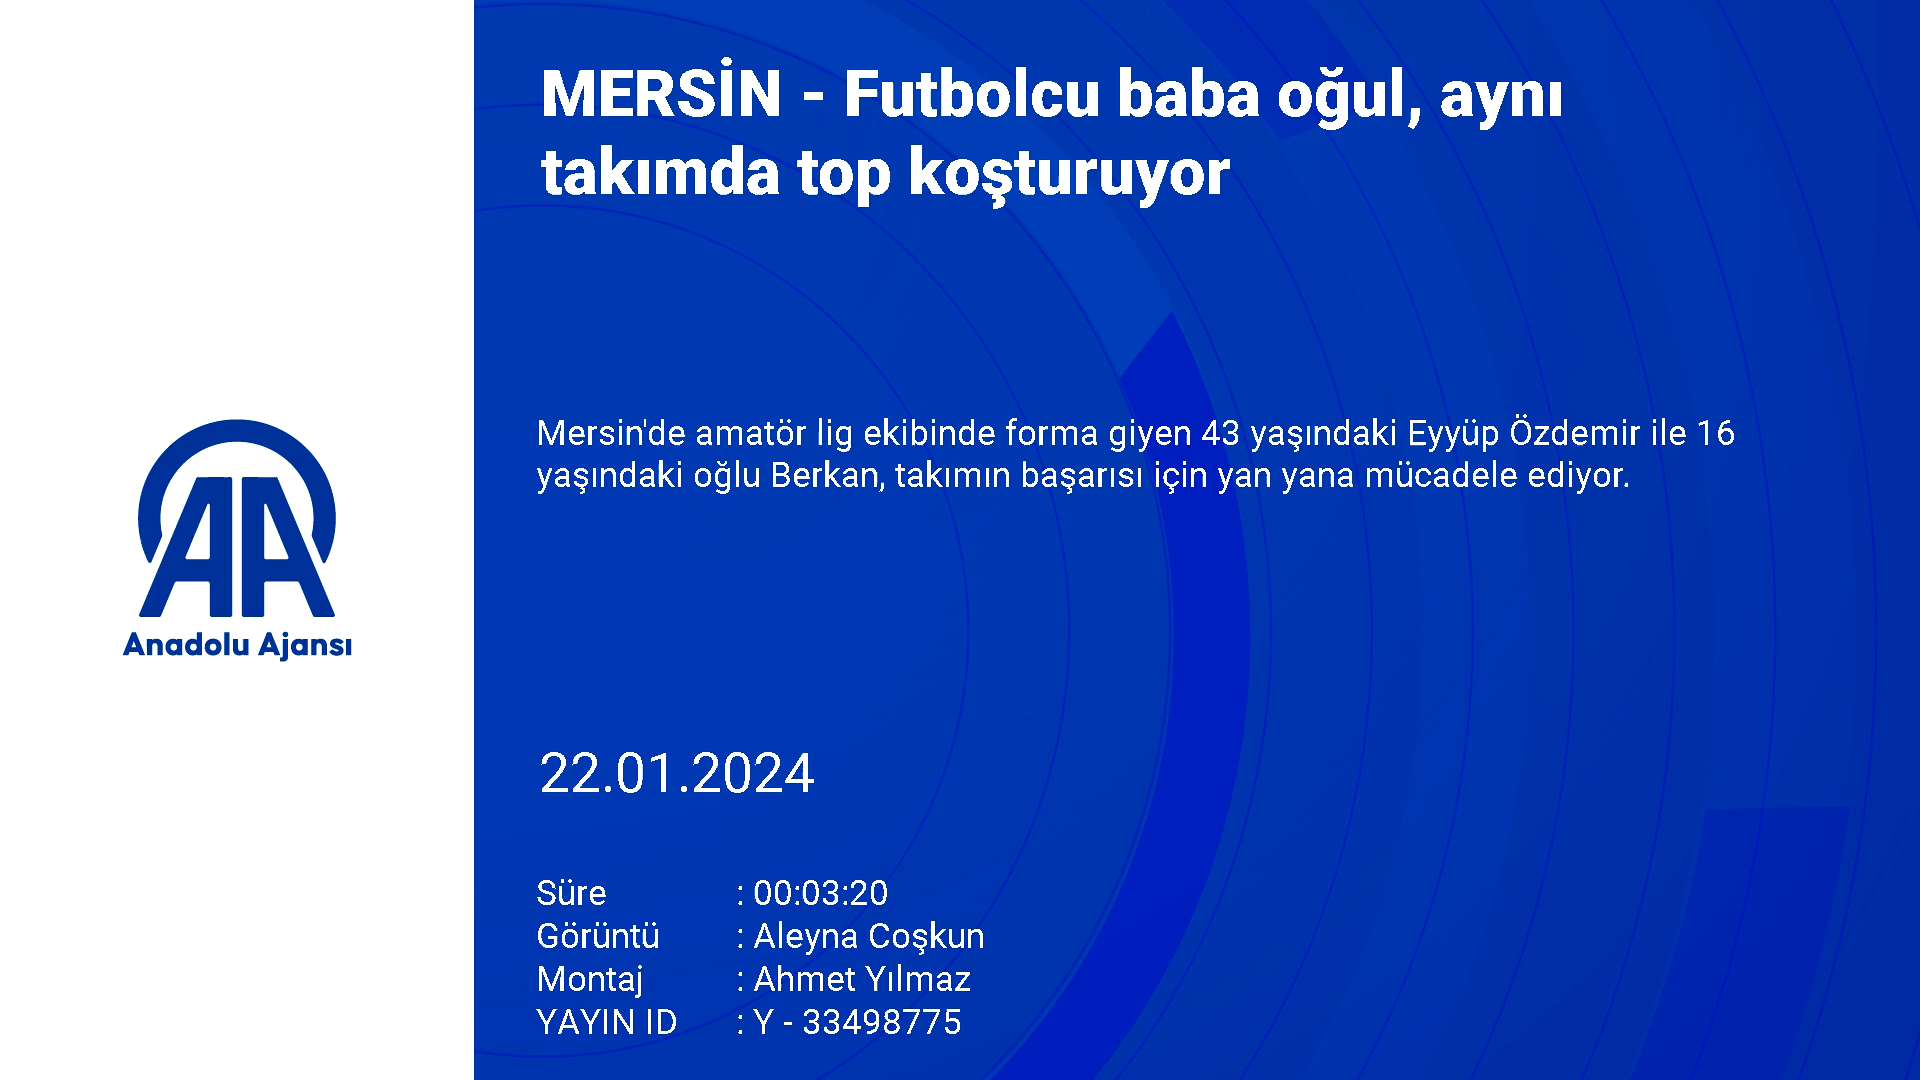 MERSİN - Futbolcu baba oğul, aynı
takımda top koşturuyor
Mersin'de amatör lig ekibinde forma giyen 43 yaşındaki Eyyüp Özdemir ile 16
yaşındaki oğlu Berkan, takımın başarısı için yan yana mücadele ediyor.
AA
Anadolu Ajansı
22.01.2024
Süre : 00:03:20
Görüntü : Aleyna Coşkun
Montaj : Ahmet Yılmaz
YAYIN ID : Y - 33498775